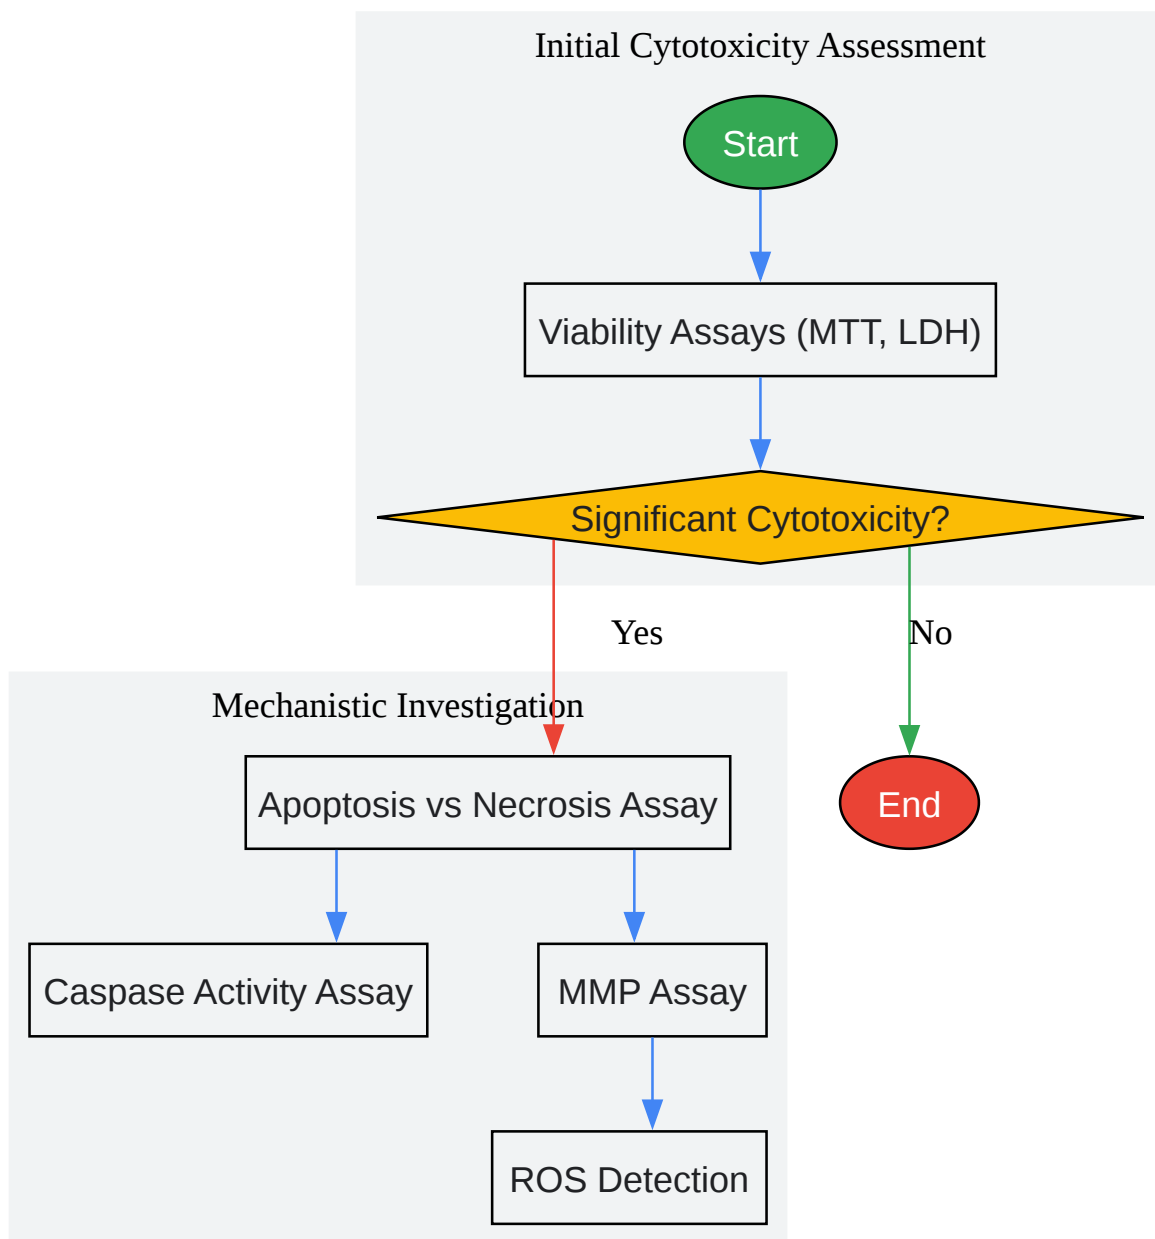 Initial Cytotoxicity Assessment
Start
Viability Assays (MTT, LDH)
Significant Cytotoxicity?
Yes
No
Mechanistic Investigation
Apoptosis vs Necrosis Assay
End
Caspase Activity Assay
MMP Assay
ROS Detection